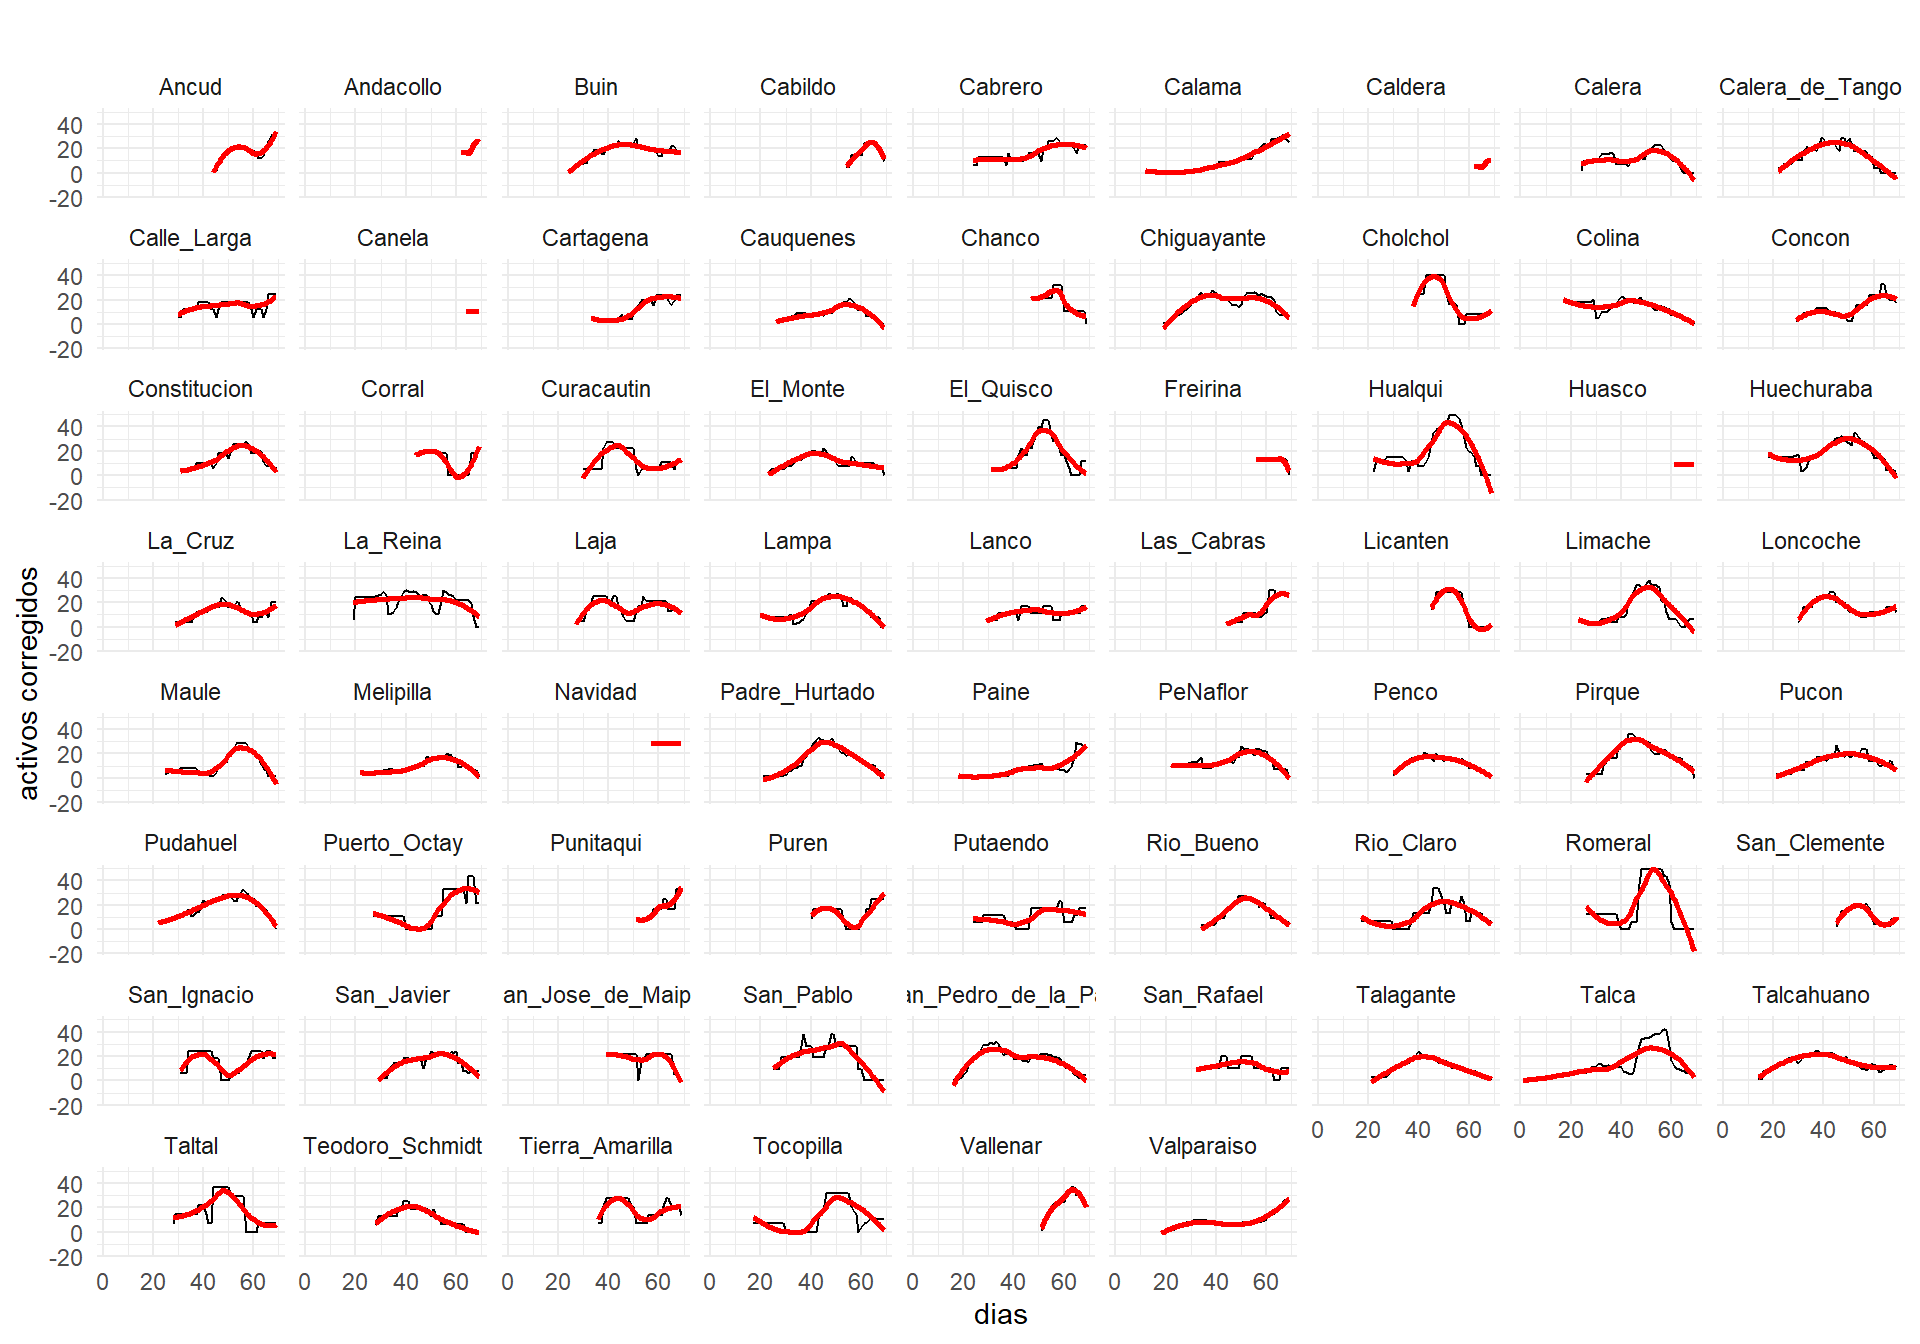 Ancud Andacollo Buin Cabildo Cabrero Calama Caldera Calera Calera_de_Tango
40
20
0
-20
Calle_Larga Canela Cartagena Cauquenes Chanco Chiguayante Cholchol Colina Concon
40
20
0
-20
Constitucion Corral Curacautin El_Monte El_Quisco Freirina Hualqui Huasco Huechuraba
40
20
0
-20
La_Cruz La_Reina Laja Lampa Lanco Las_Cabras Licanten Limache Loncoche
40
20
0
-20
activos corregidos
Maule Melipilla Navidad Padre_Hurtado Paine PeNaflor Penco Pirque Pucon
40
20
0
-20
Pudahuel Puerto_Octay Punitaqui Puren Putaendo Rio_Bueno Rio_Claro Romeral San_Clemente
40
20
0
-20
San_Ignacio San_Javier an_Jose_de_Maip San_Pablo an_Pedro_de_la_Pa San_Rafael Talagante Talca Talcahuano
40
20
0
-20
0 20 40 60 0 20 40 60 0 20 40 60
Taltal Teodoro_Schmidt Tierra_Amarilla Tocopilla Vallenar Valparaiso
40
20
0
-20
0 20 40 60 0 20 40 60 0 20 40 60 0 20 40 60 0 20 40 60 0 20 40 60
dias